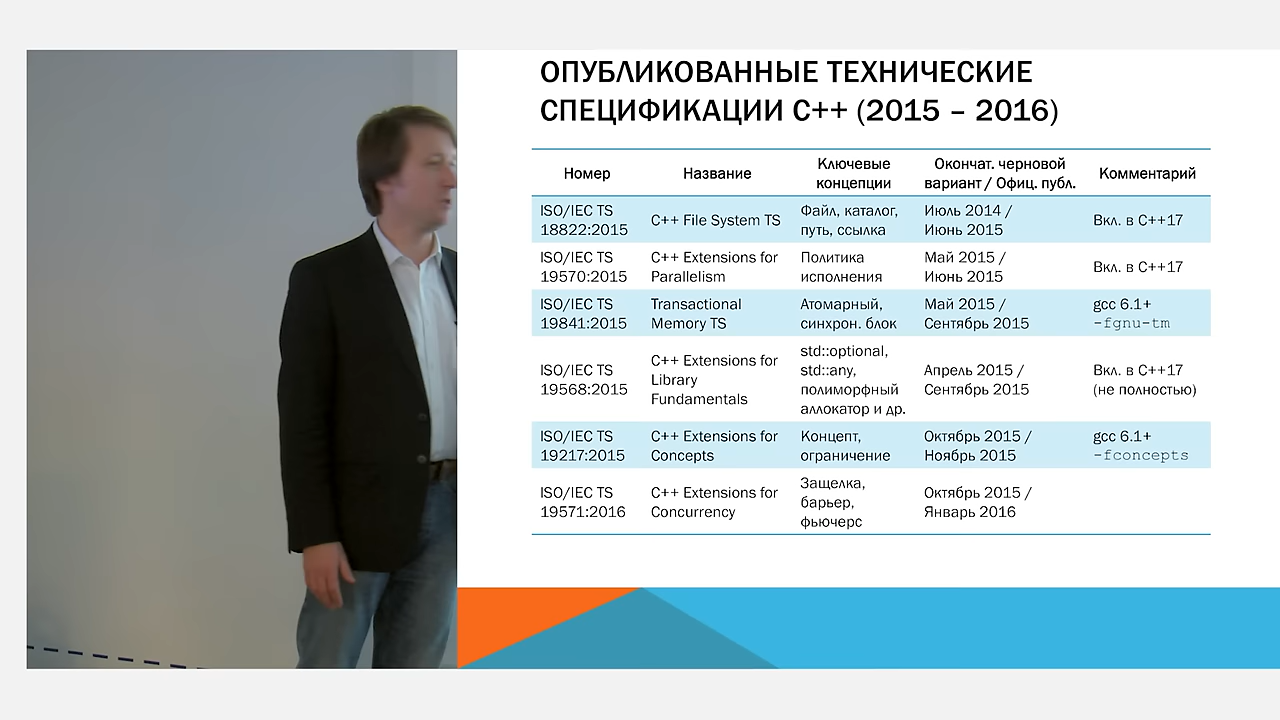 ОПУБЛИКОВАННЫЕ ТЕХНИЧЕСКИЕ
СПЕЦИФИКАЦИИ C++ (2015 – 2016)
Номер
Название
Ключевые
концепции
Окончат. черновой
вариант / Офиц. публ.
Комментарий
ISO/IEC TS
18822:2015
C++ File System TS
Файл, каталог,
путь, ссылка
Июль 2014 /
Июнь 2015
Вкл. в C++17
ISO/IEC TS
19570:2015
C++ Extensions for
Parallelism
Политика
исполнения
Май 2015 /
Июнь 2015
Вкл. в C++17
ISO/IEC TS
19841:2015
Transactional
Memory TS
Атомарный,
синхрон. блок
Май 2015 /
Сентябрь 2015
gcc 6.1+
-fgnu-tm
ISO/IEC TS
19568:2015
C++ Extensions for
Library
Fundamentals
std::optional,
std::any,
полиморфный
аллокатор и др.
Апрель 2015 /
Сентябрь 2015
Вкл. в C++17
(не полностью)
ISO/IEC TS
19217:2015
C++ Extensions for
Concepts
Концепт,
ограничение
Октябрь 2015 /
Ноябрь 2015
gcc 6.1+
-fconcepts
ISO/IEC TS
19571:2016
C++ Extensions for
Concurrency
Защелка,
барьер,
фьючерс
Октябрь 2015 /
Январь 2016